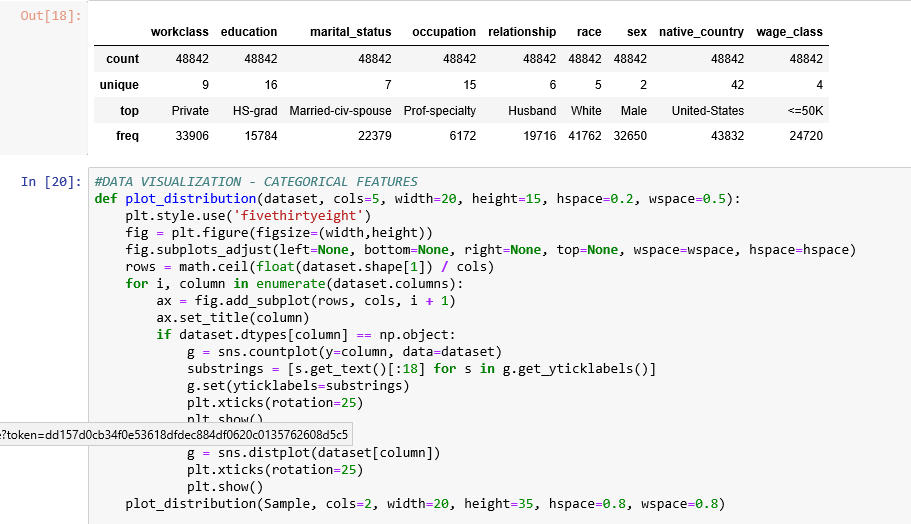 Out[18]:
workclass education marital_status occupation relationship race sex native_country wage_class
count 48842 48842 48842 48842 48842 48842 48842 48842 48842
unique 9 16 7 15 6 5 2 42 4
top Private HS-grad Married-civ-spouse Prof-specialty Husband White Male United-States <=50K
freq 33906 15784 22379 6172 19716 41762 32650 43832 24720
In [20]: #DATA VISUALIZATION - CATEGORICAL FEATURES
def plot_distribution(dataset, cols=5, width=20, height=15, hspace=0.2, wspace=0.5):
    plt.style.use('fivethirtyeight')
    fig = plt.figure(figsize=(width,height))
    fig.subplots_adjust(left=None, bottom=None, right=None, top=None, wspace=wspace, hspace=hspace)
    rows = math.ceil(float(dataset.shape[1]) / cols)
    for i, column in enumerate(dataset.columns):
        ax = fig.add_subplot(rows, cols, i + 1)
        ax.set_title(column)
        if dataset.dtypes[column] == np.object:
            g = sns.countplot(y=column, data=dataset)
            substrings = [s.get_text()[:18] for s in g.get_yticklabels()]
            g.set(yticklabels=substrings)
            plt.xticks(rotation=25)
            plt.show()
e?token=dd157d0cb34f0e53618dfdec884df0620c0135762608d5c5
            g = sns.distplot(dataset[column])
            plt.xticks(rotation=25)
            plt.show()
    plot_distribution(Sample, cols=2, width=20, height=35, hspace=0.8, wspace=0.8)